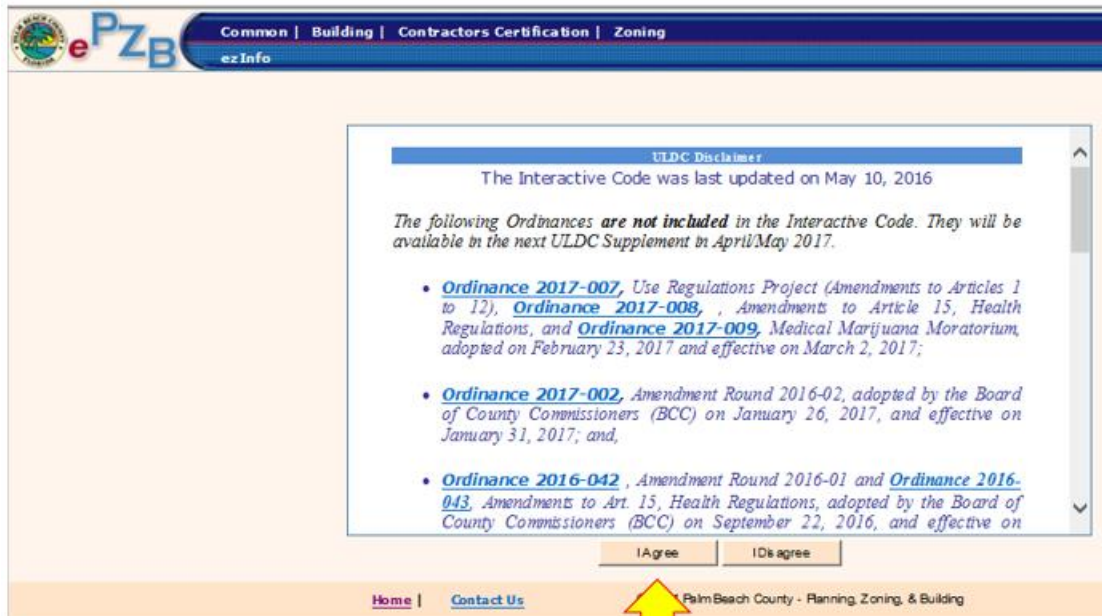 ePZB
Common | Building | Contractors Certification | Zoning
ezInfo
ULDC Disclaimer
The Interactive Code was last updated on May 10, 2016
The following Ordinances are not included in the Interactive Code. They will be
available in the next ULDC Supplement in April/May 2017.
• Ordinance 2017-007, Use Regulations Project (Amendments to Articles 1
to 12), Ordinance 2017-008, , Amendments to Article 15, Health
Regulations, and Ordinance 2017-009, Medical Marijuana Moratorium,
adopted on February 23, 2017 and effective on March 2, 2017;
• Ordinance 2017-002, Amendment Round 2016-02, adopted by the Board
of County Commissioners (BCC) on January 26, 2017, and effective on
January 31, 2017; and,
• Ordinance 2016-042 , Amendment Round 2016-01 and Ordinance 2016-
043, Amendments to Art. 15, Health Regulations, adopted by the Board of
County Commissioners (BCC) on September 22, 2016, and effective on
I Agree I Disagree
Home | Contact Us Palm Beach County - Planning, Zoning, & Building